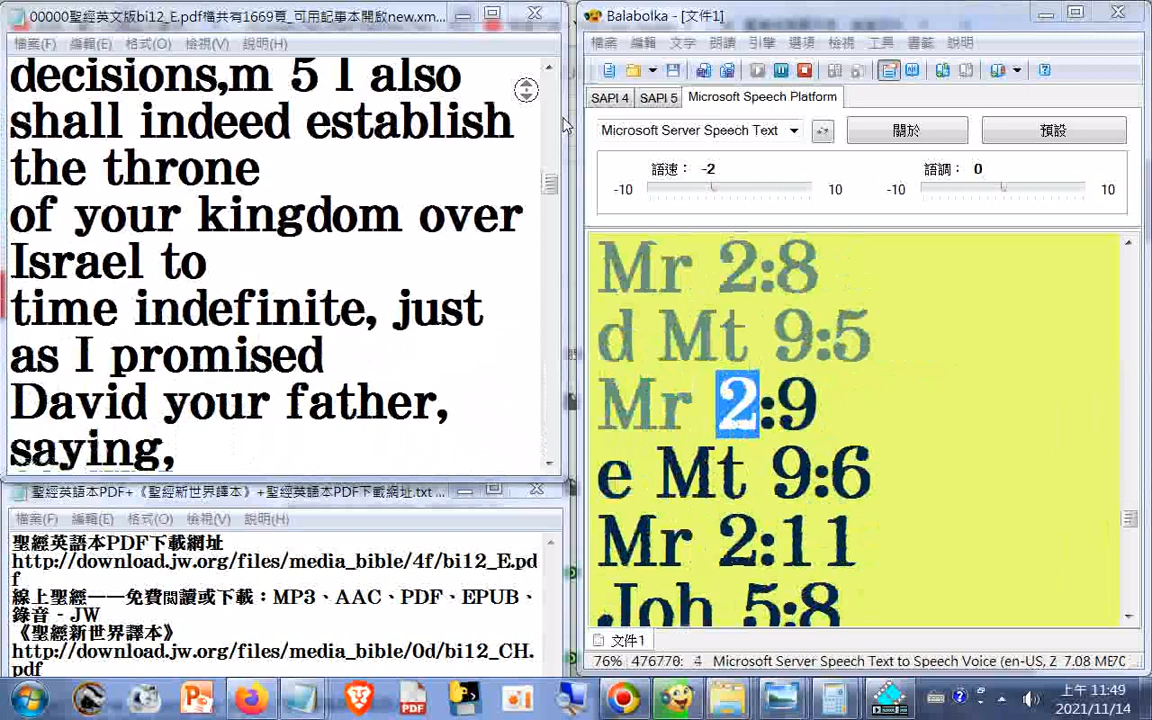 00000聖經英文版bi12_E.pdf檔共有1669頁_可用記事本開啟new.xm...
檔案(F) 編輯(E) 格式(O) 檢視(V) 說明(H)
decisions,m 5 I also
shall indeed establish
the throne
of your kingdom over
Israel to
time indefinite, just
as I promised
David your father,
saying,
聖經英語本PDF+《聖經新世界譯本》+聖經英語本PDF下載網址.txt ...
檔案(F) 編輯(E) 格式(O) 檢視(V) 說明(H)
聖經英語本PDF下載網址
http://download.jw.org/files/media_bible/4f/bi12_E.pd
f
線上聖經——免費閱讀或下載：MP3、AAC、PDF、EPUB、
錄音 - JW
《聖經新世界譯本》
http://download.jw.org/files/media_bible/0d/bi12_CH.
pdf
Balabolka - [文件1]
檔案 編輯 文字 朗讀 引擎 選項 檢視 工具 書籤 說明
SAPI 4 SAPI 5 Microsoft Speech Platform
Microsoft Server Speech Text 關於 預設
語速： -2 語調： 0
-10 10 -10 10
Mr 2:8
d Mt 9:5
Mr 2:9
e Mt 9:6
Mr 2:11
Joh 5:8
文件1
76% 476770: 4 Microsoft Server Speech Text to Speech Voice (en-US, Z 7.08 ME
PDF
上午 11:49
2021/11/14